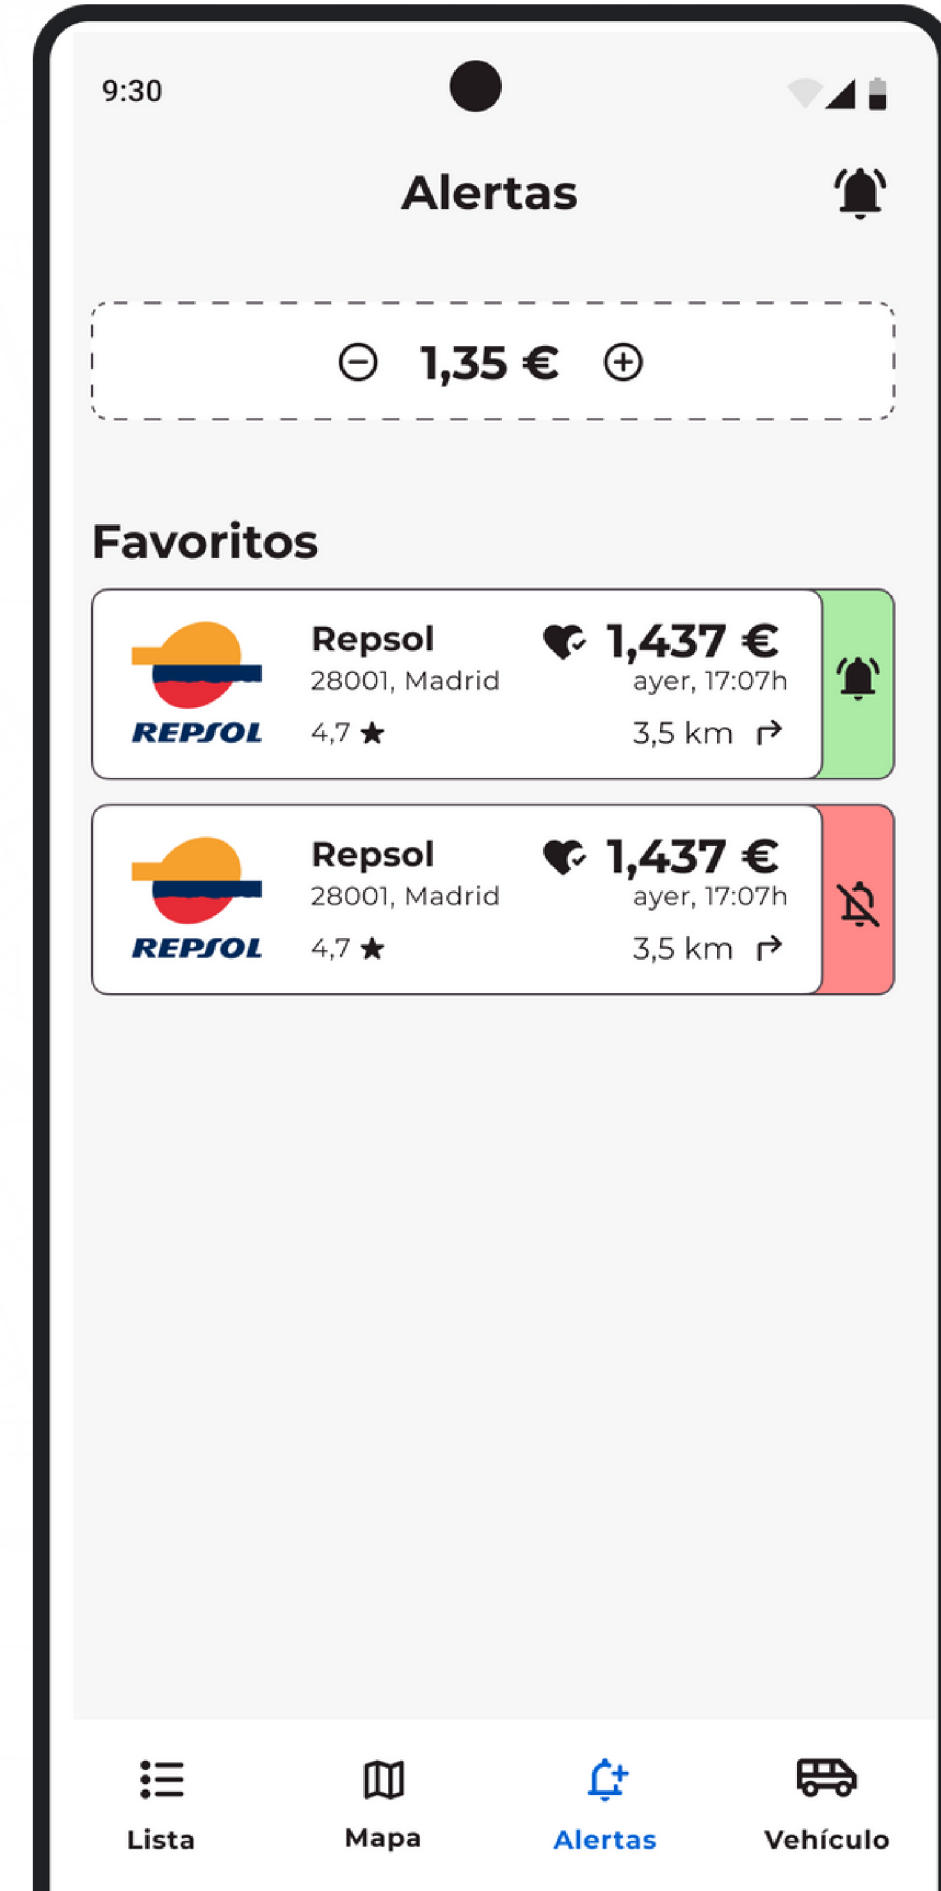 9:30
Alertas
1,35 €
Favoritos
Repsol 1,437 €
28001, Madrid ayer, 17:07h
REPSOL 4,7 ★ 3,5 km
Repsol 1,437 €
28001, Madrid ayer, 17:07h
REPSOL 4,7 ★ 3,5 km
Lista Mapa Alertas Vehículo